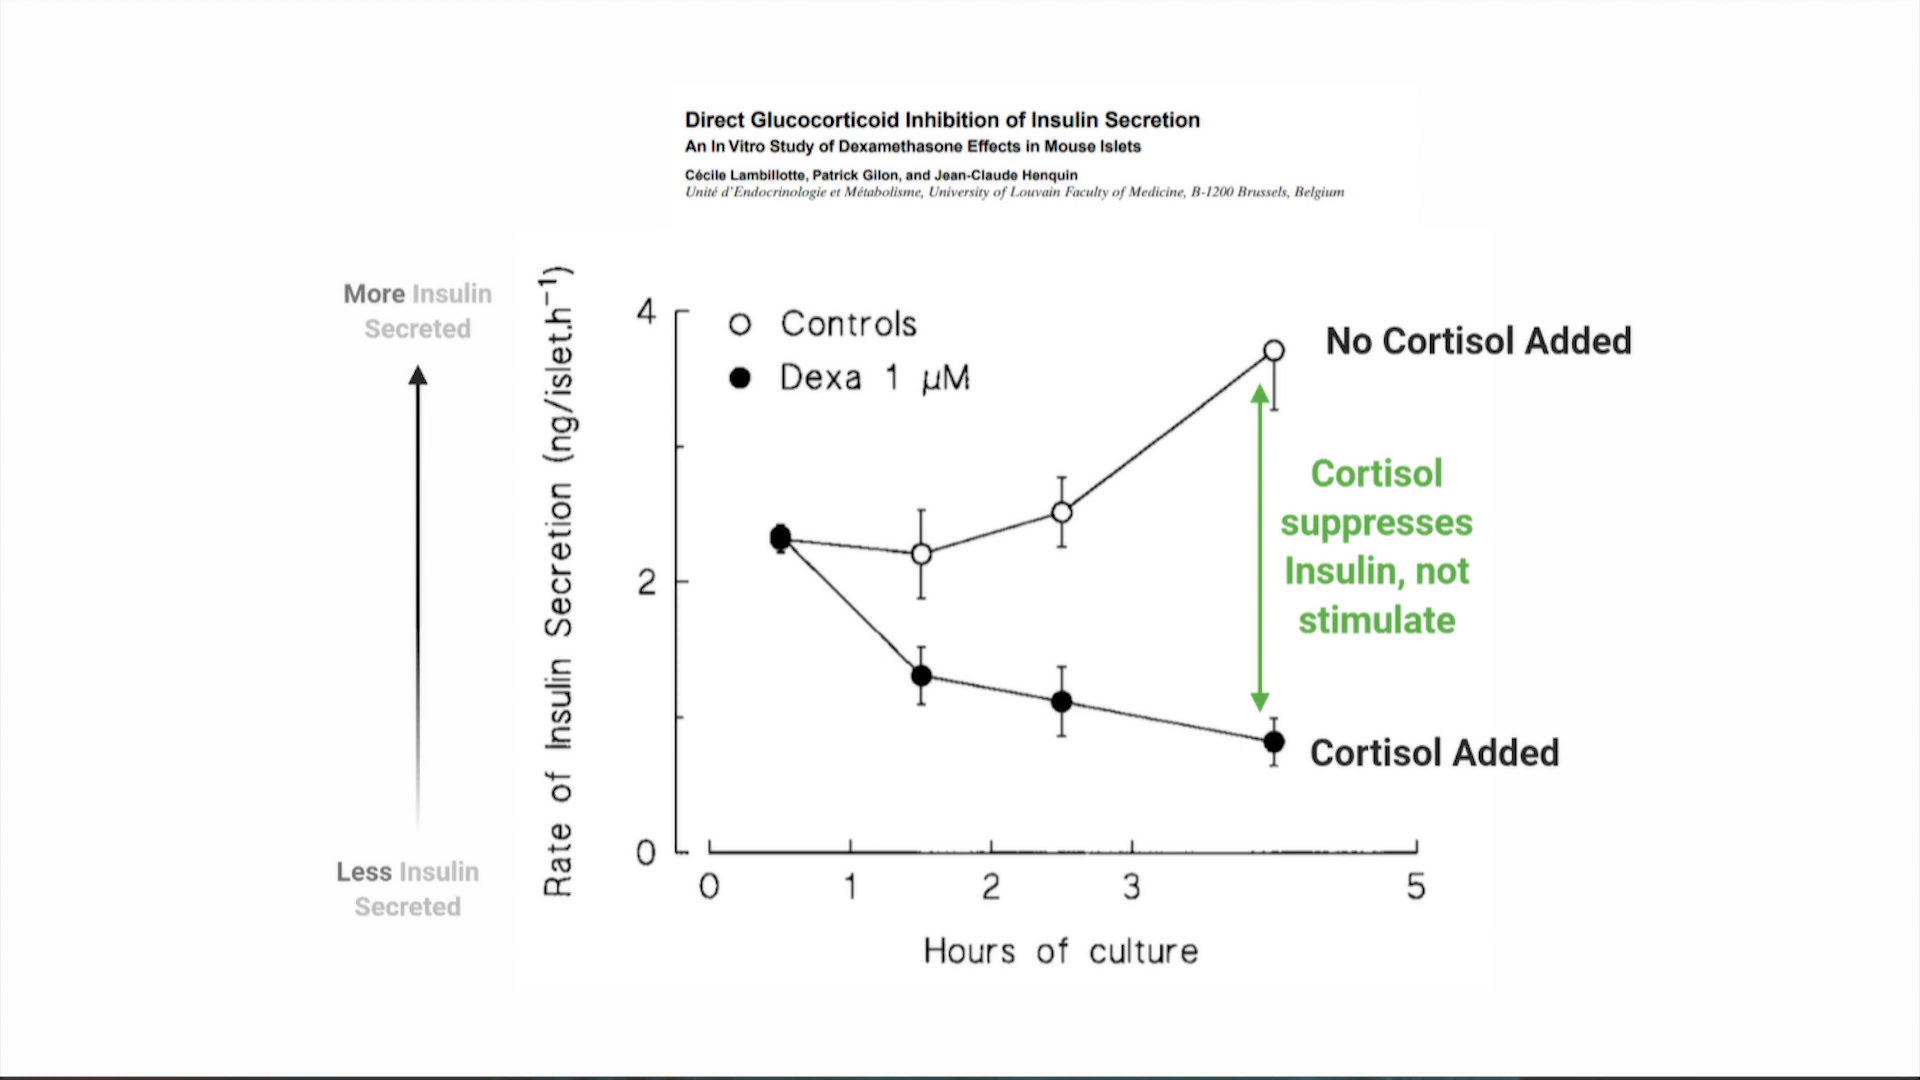 Direct Glucocorticoid Inhibition of Insulin Secretion
An In Vitro Study of Dexamethasone Effects in Mouse Islets
Cécile Lambillotte, Patrick Gilon, and Jean-Claude Henquin
Unité d'Endocrinologie et Métabolisme, University of Louvain Faculty of Medicine, B-1200 Brussels, Belgium
More Insulin
Secreted
Less Insulin
Secreted
Rate of Insulin Secretion (ng/islet.h⁻¹)
4
2
0
Controls
Dexa 1 µM
No Cortisol Added
Cortisol
suppresses
Insulin, not
stimulate
Cortisol Added
0 1 2 3 5
Hours of culture